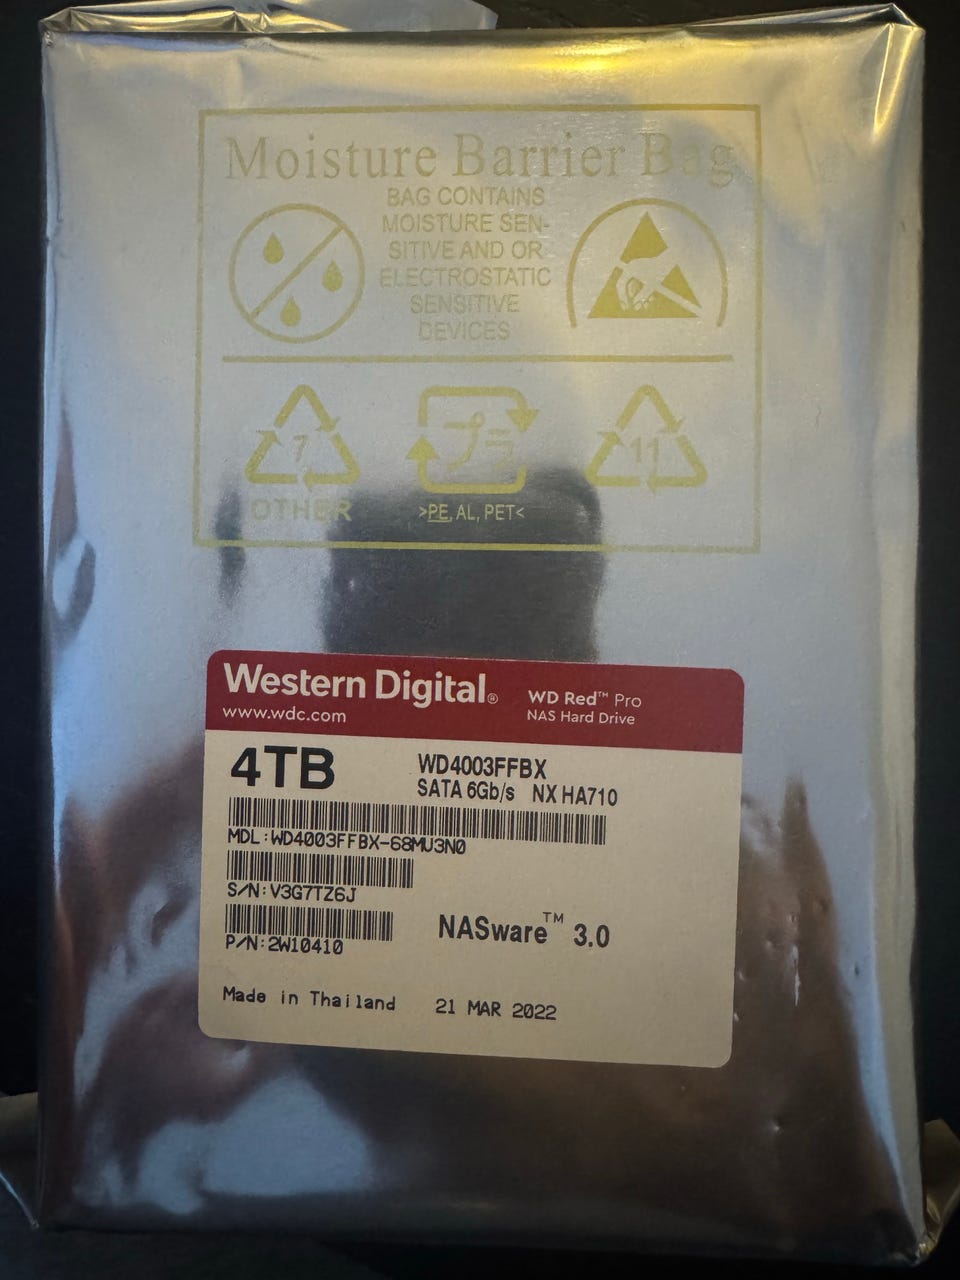 Moisture Barrier Bag
BAG CONTAINS
MOISTURE SEN-
SITIVE AND OR
ELECTROSTATIC
SENSITIVE
DEVICES
7
プラ
11
OTHER
>PE, AL, PET<
Western Digital®
www.wdc.com
WD Red™ Pro
NAS Hard Drive
4TB
WD4003FFBX
SATA 6Gb/s NX HA710
MDL:WD4003FFBX-68MU3N0
S/N:V3G7TZ6J
P/N:2W10410
NASware™ 3.0
Made in Thailand 21 MAR 2022